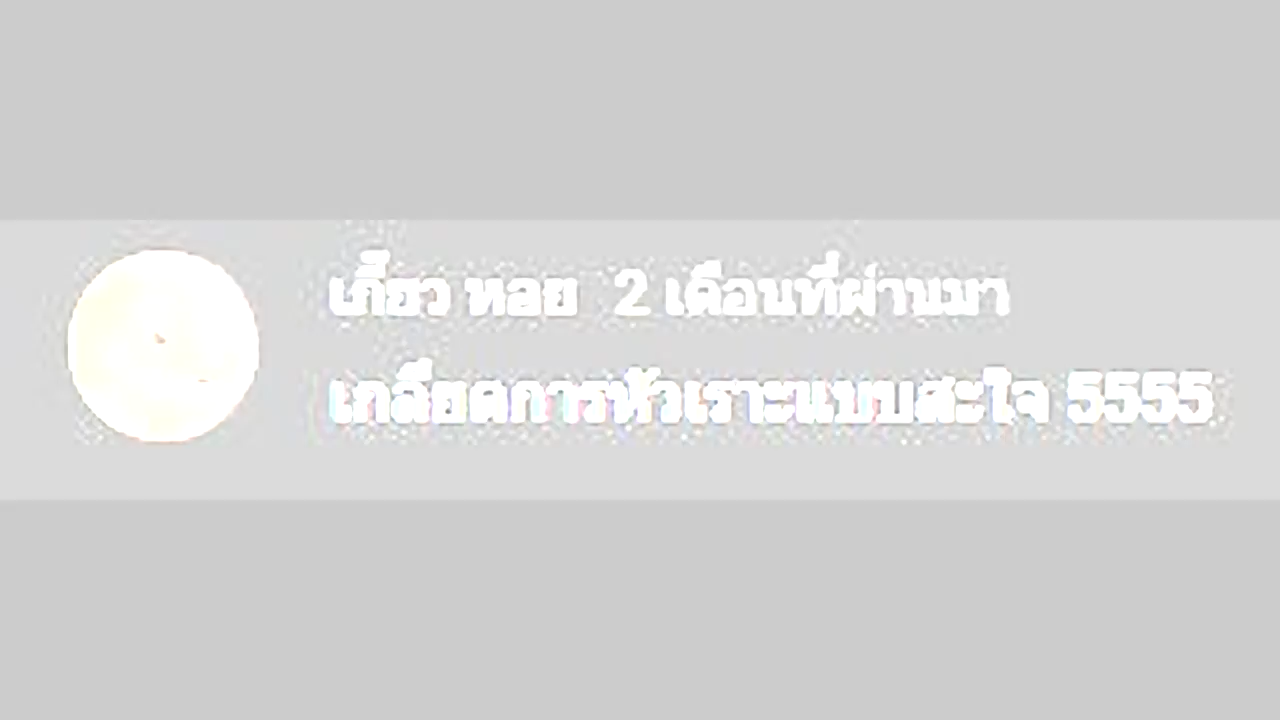 เกี๊ยว หอย 2 เดือนที่ผ่านมา
เกลียดการหัวเราะแบบสะใจ 5555